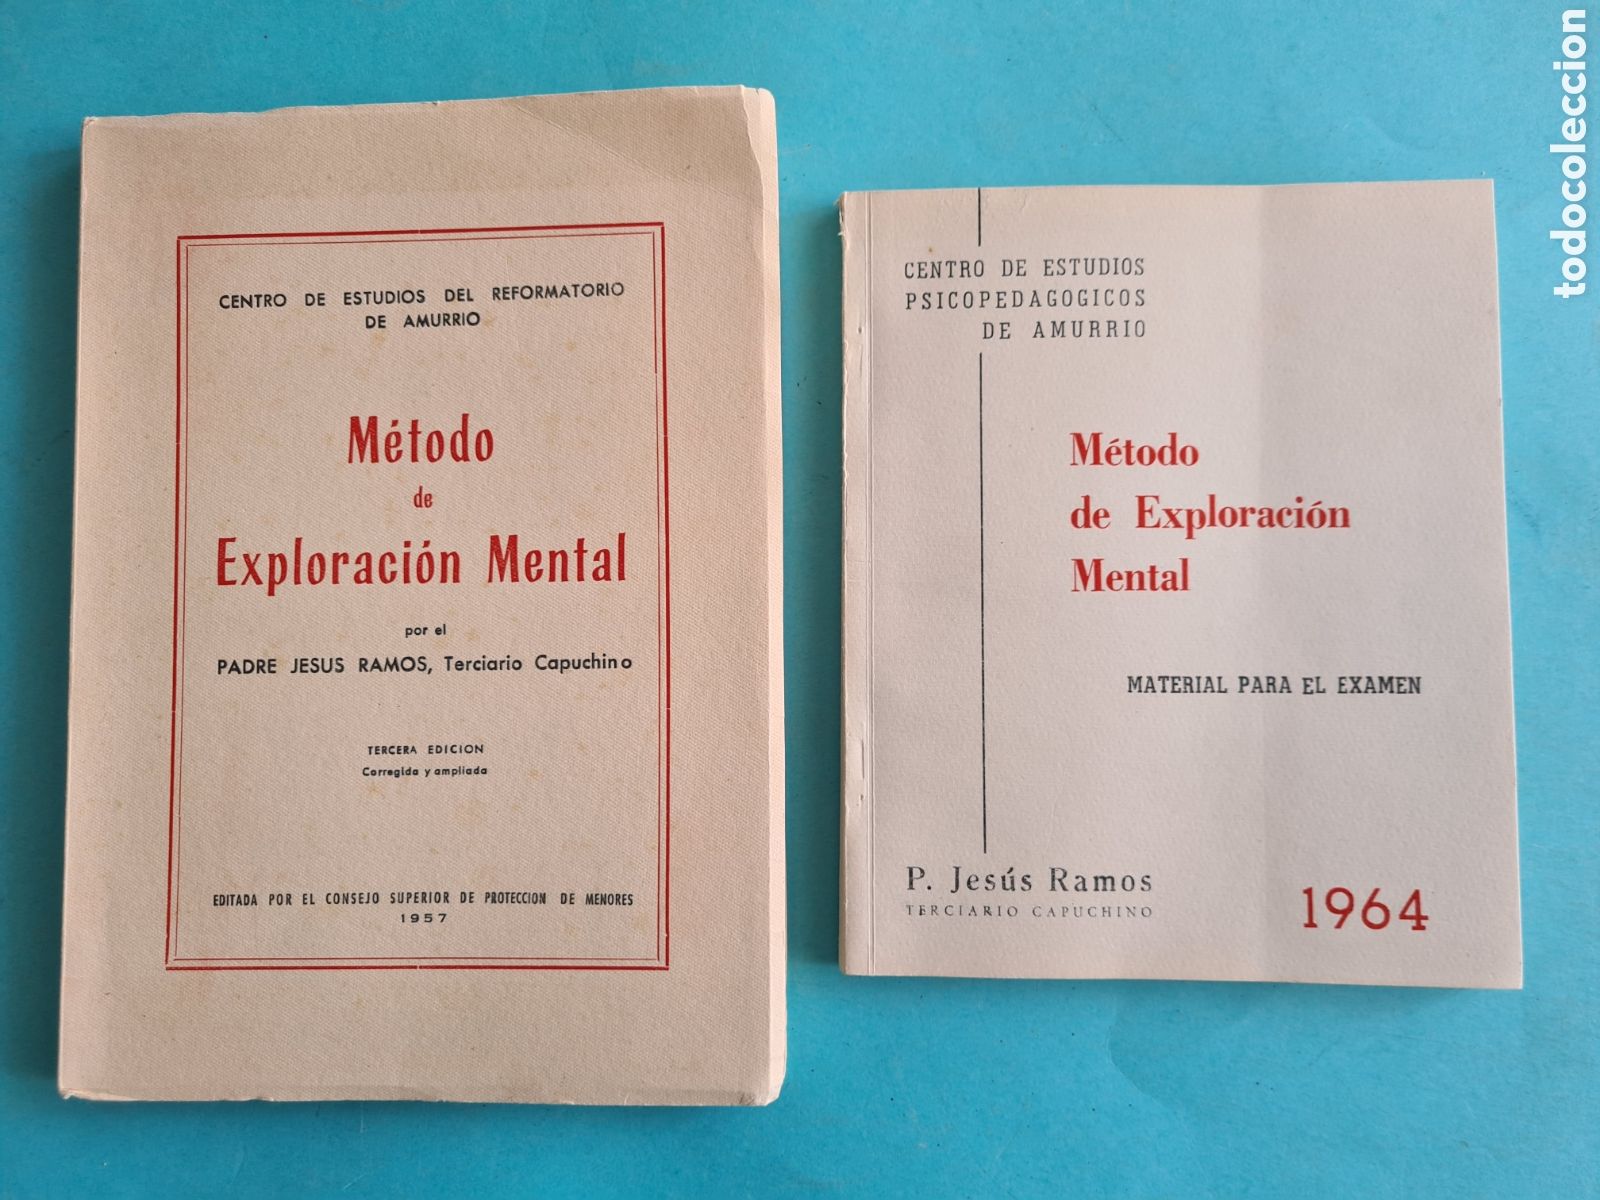 CENTRO DE ESTUDIOS DEL REFORMATORIO
DE AMURRIO
Método
de
Exploración Mental
por el
PADRE JESUS RAMOS, Terciario Capuchino
TERCERA EDICION
Corregida y ampliada
EDITADA POR EL CONSEJO SUPERIOR DE PROTECCION DE MENORES
1957
CENTRO DE ESTUDIOS
PSICOPEDAGOGICOS
DE AMURRIO
Método
de Exploración
Mental
MATERIAL PARA EL EXAMEN
P. Jesús Ramos
TERCIARIO CAPUCHINO
1964
todocoleccion